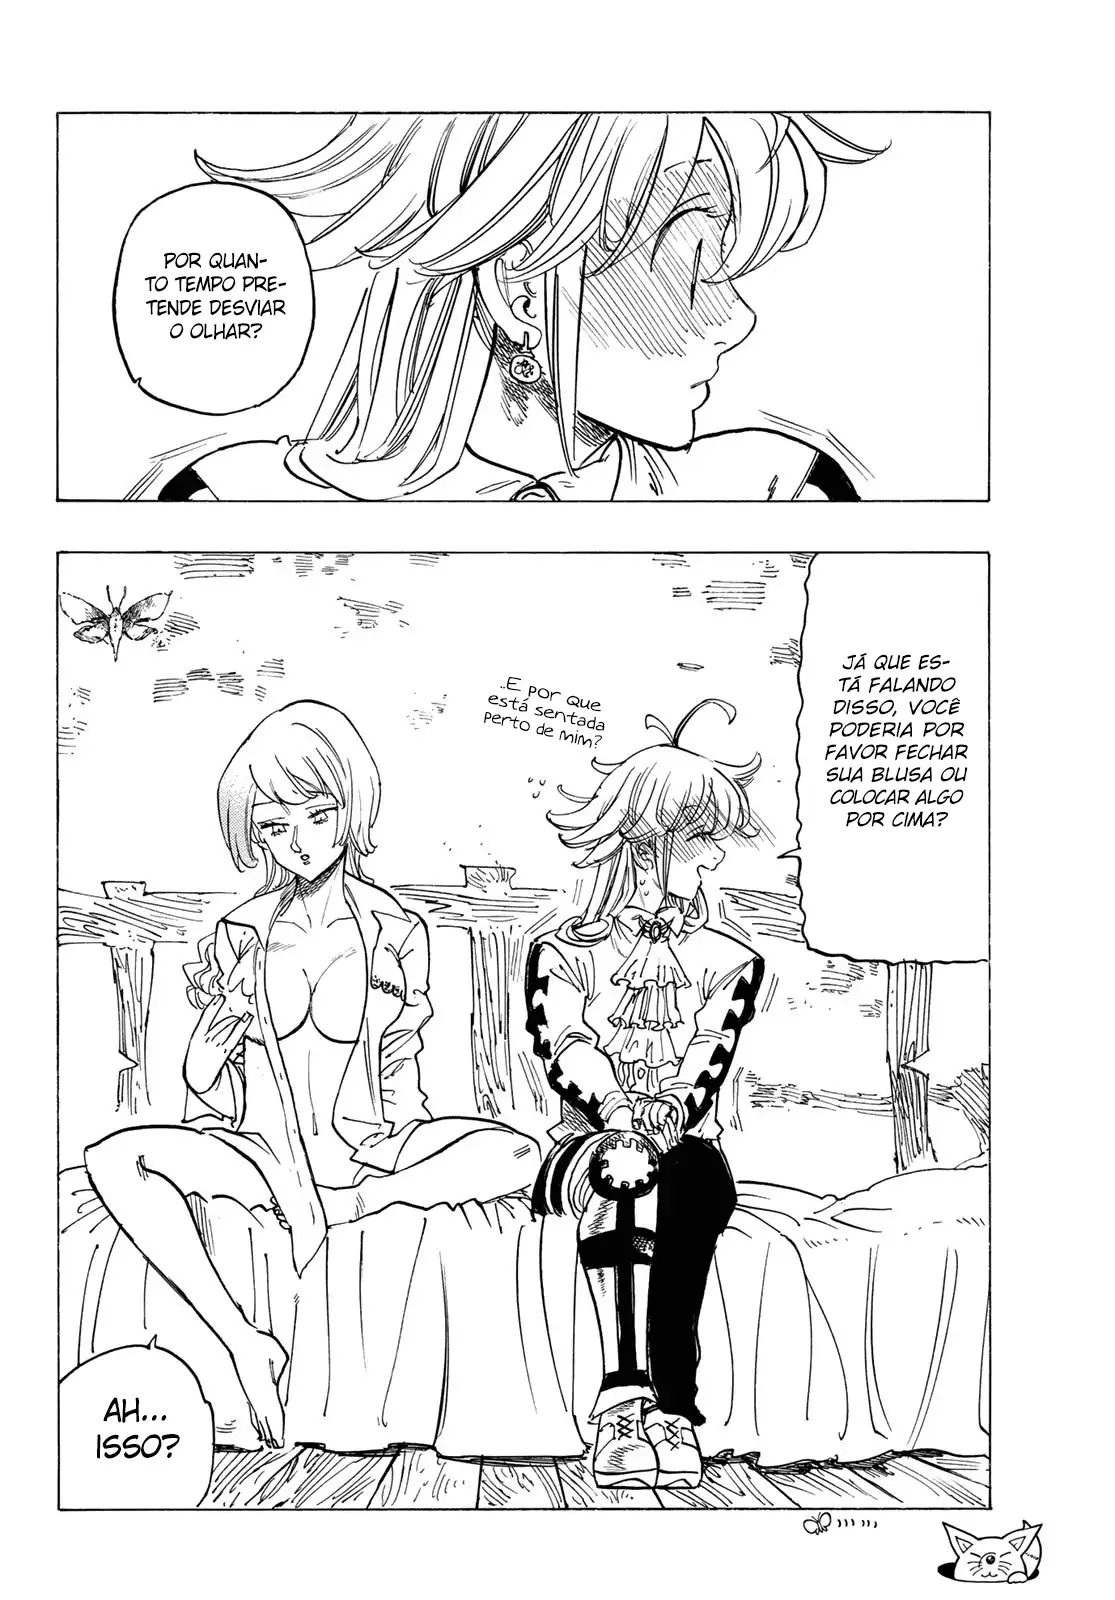 POR QUAN-
TO TEMPO PRE-
TENDE DESVIAR
O OLHAR?
JÁ QUE ES-
TÁ FALANDO
DISSO, VOCÊ
PODERIA POR
FAVOR FECHAR
SUA BLUSA OU
COLOCAR ALGO
POR CIMA?
..E por que
está sentada
perto de mim?
AH...
ISSO?